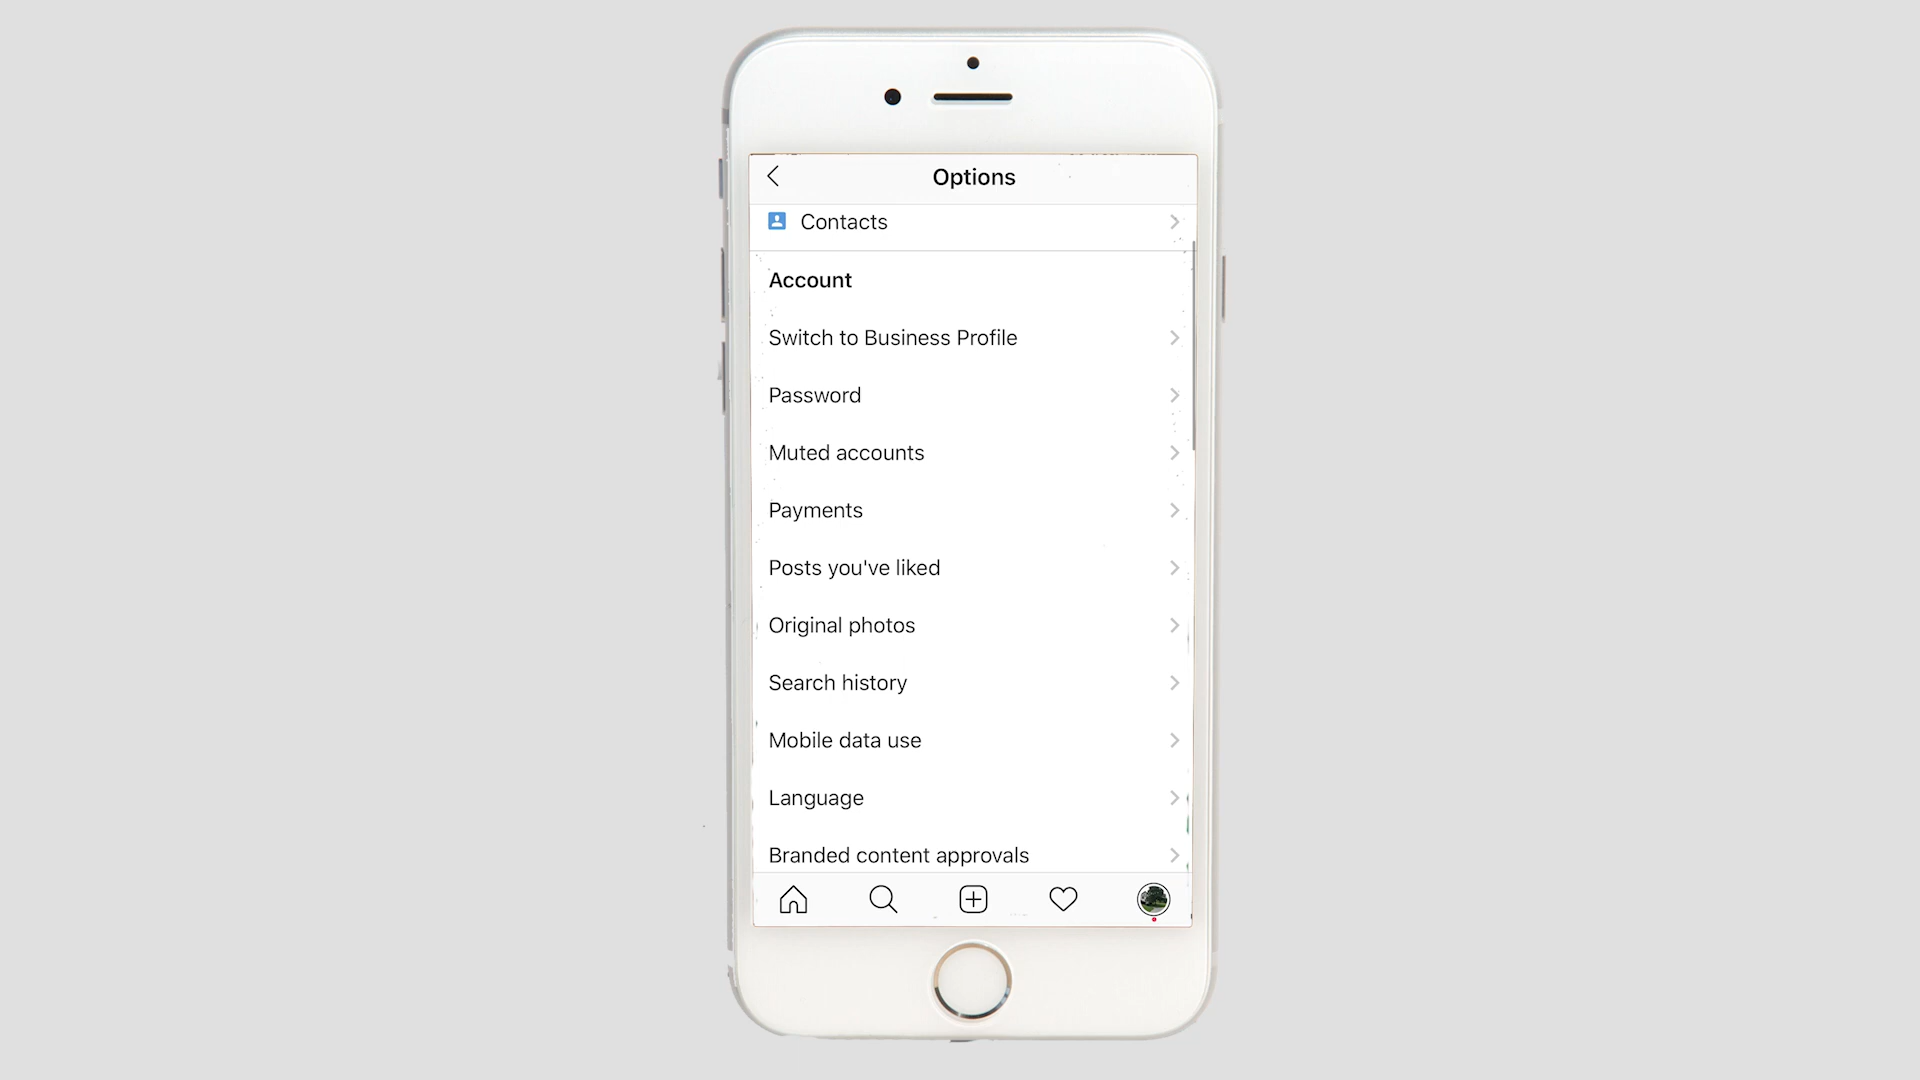 Options
Contacts
Account
Switch to Business Profile
Password
Muted accounts
Payments
Posts you've liked
Original photos
Search history
Mobile data use
Language
Branded content approvals